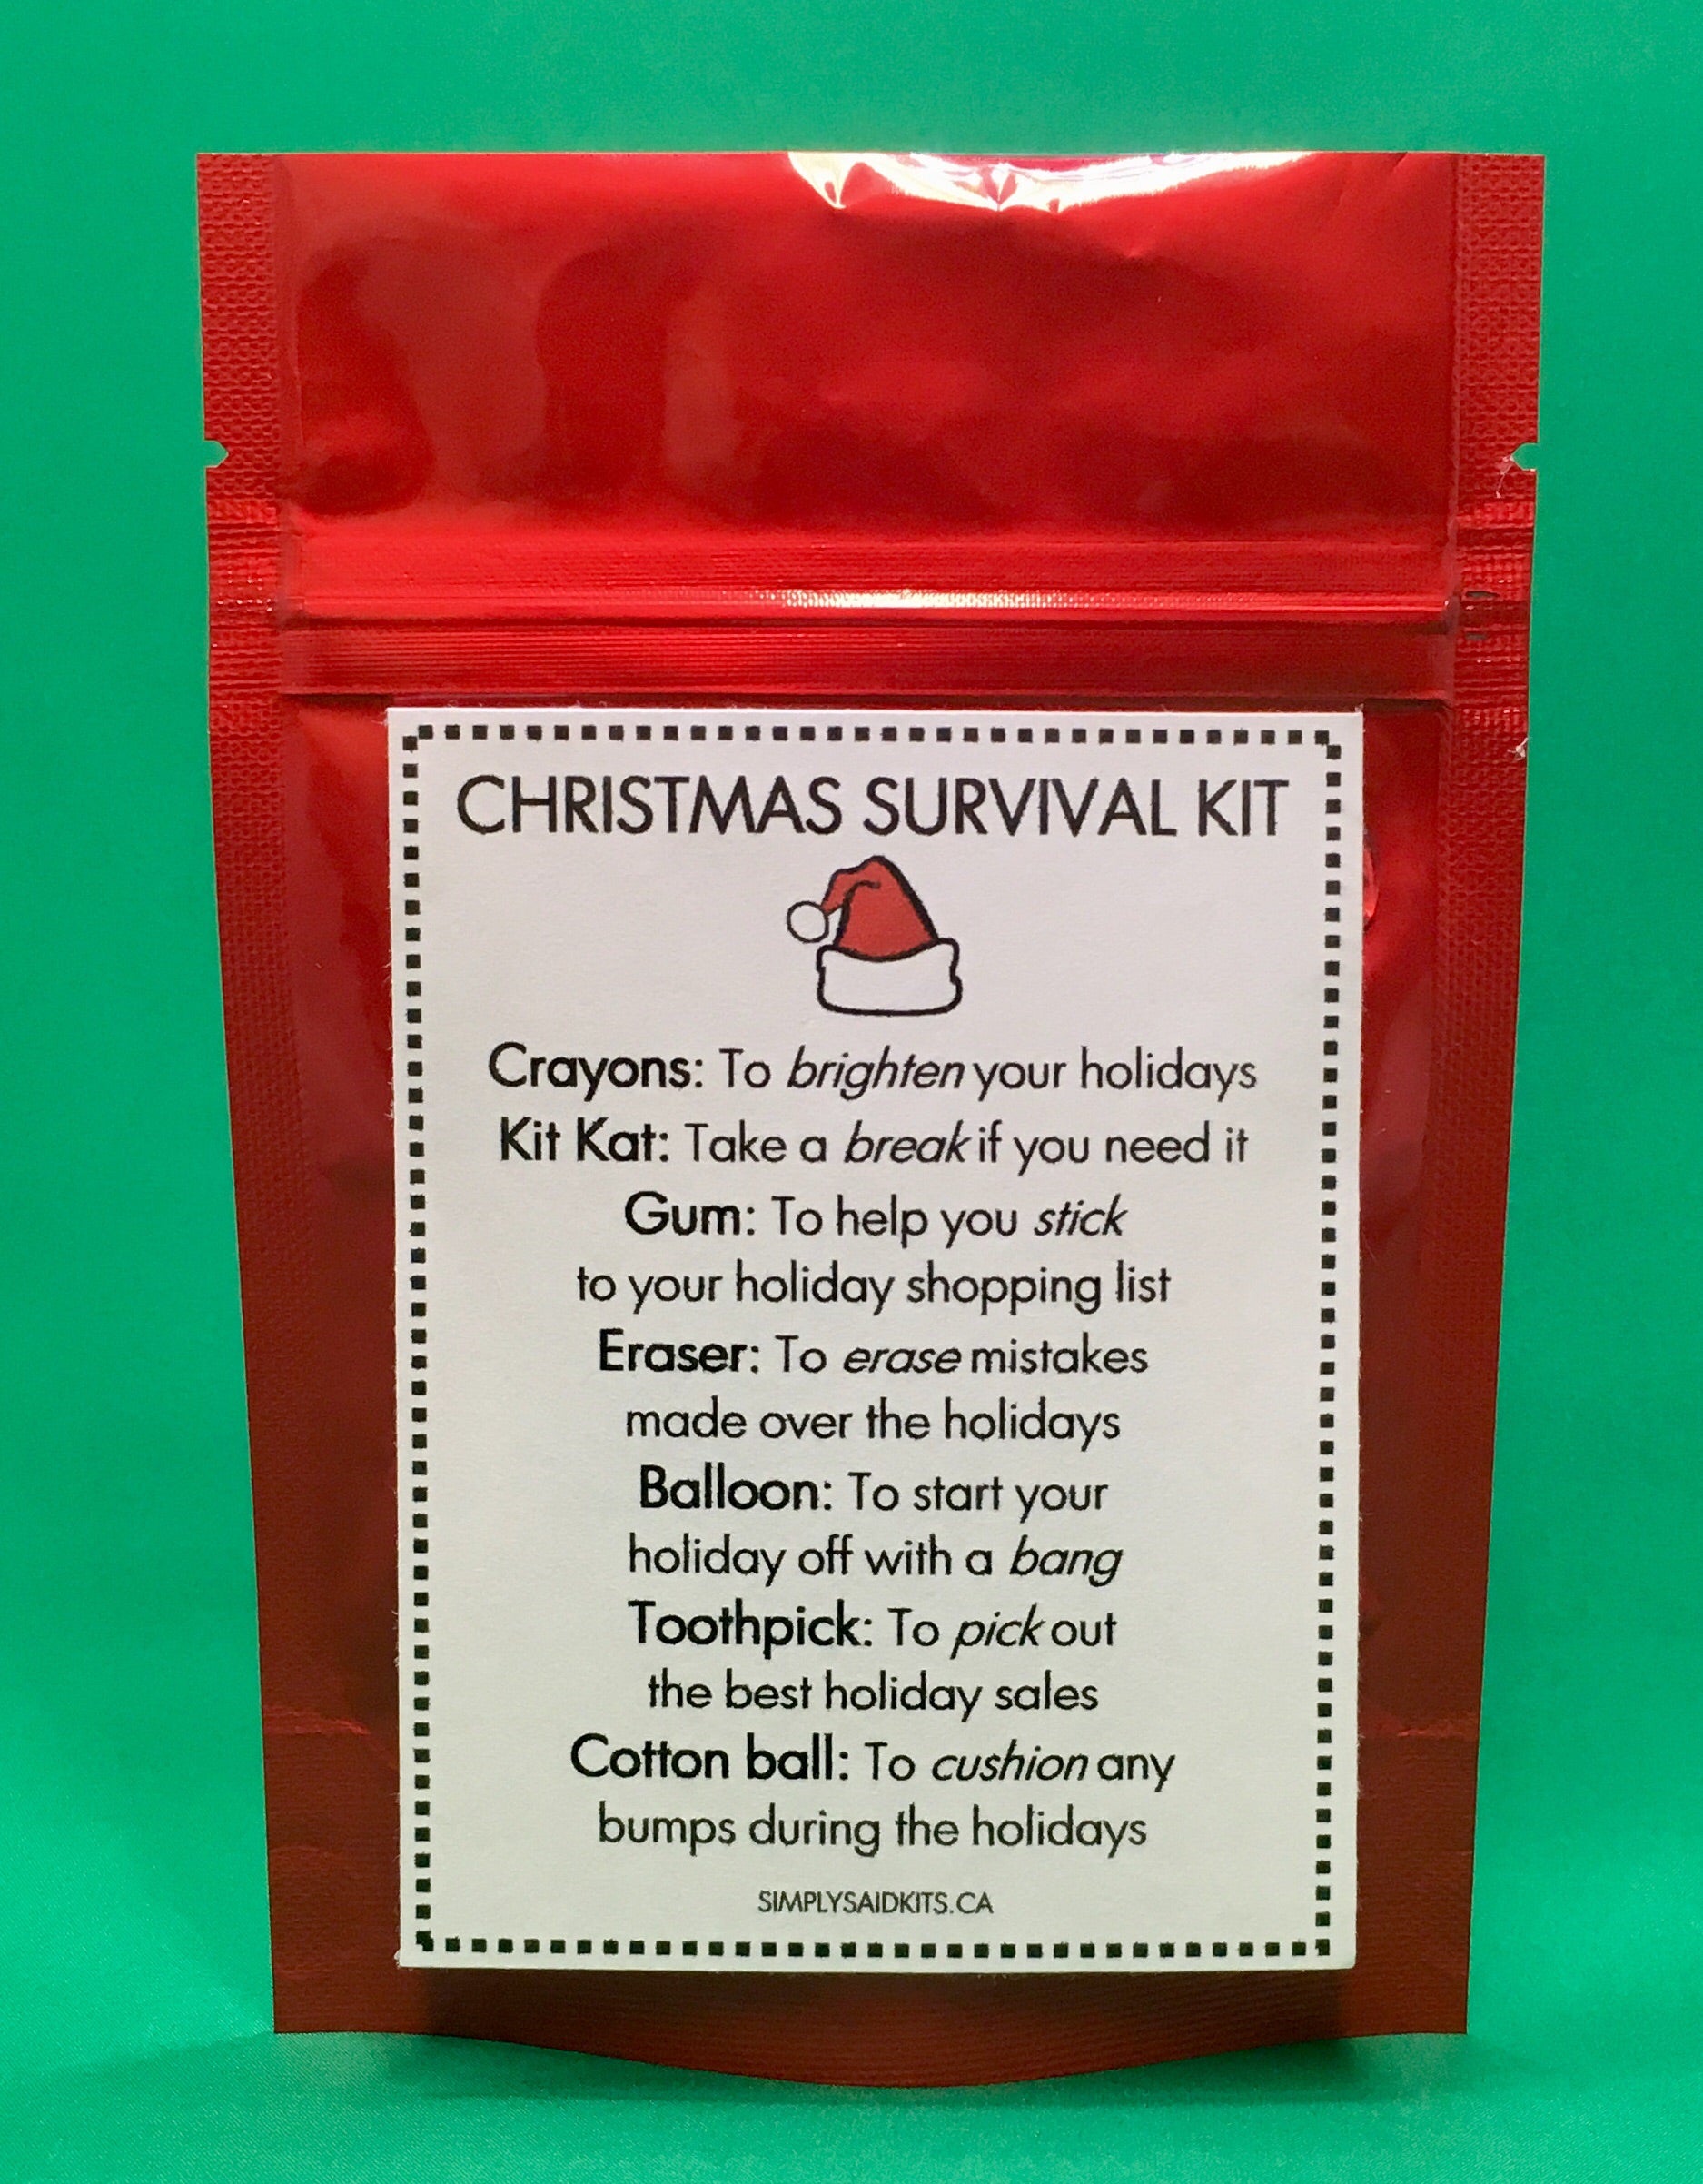 CHRISTMAS SURVIVAL KIT
Crayons: To brighten your holidays
Kit Kat: Take a break if you need it
Gum: To help you stick
to your holiday shopping list
Eraser: To erase mistakes
made over the holidays
Balloon: To start your
holiday off with a bang
Toothpick: To pick out
the best holiday sales
Cotton ball: To cushion any
bumps during the holidays
SIMPLYSAIDKITS.CA